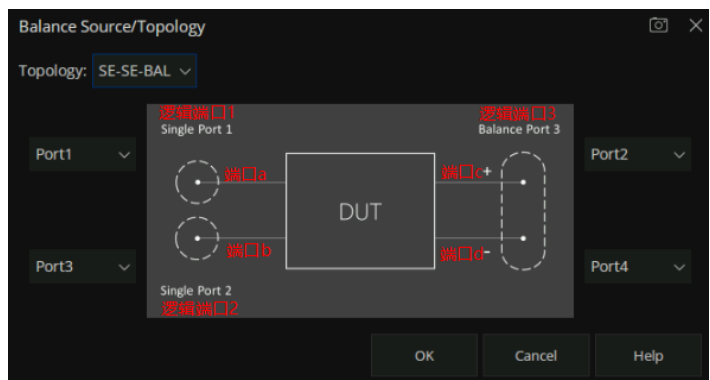 Balance Source/Topology
Topology: SE-SE-BAL
逻辑端口1
Single Port 1
逻辑端口3
Balance Port 3
Port1
Port2
端口a
端口c+
DUT
端口b
端口d-
Port3
Port4
Single Port 2
逻辑端口2
OK
Cancel
Help